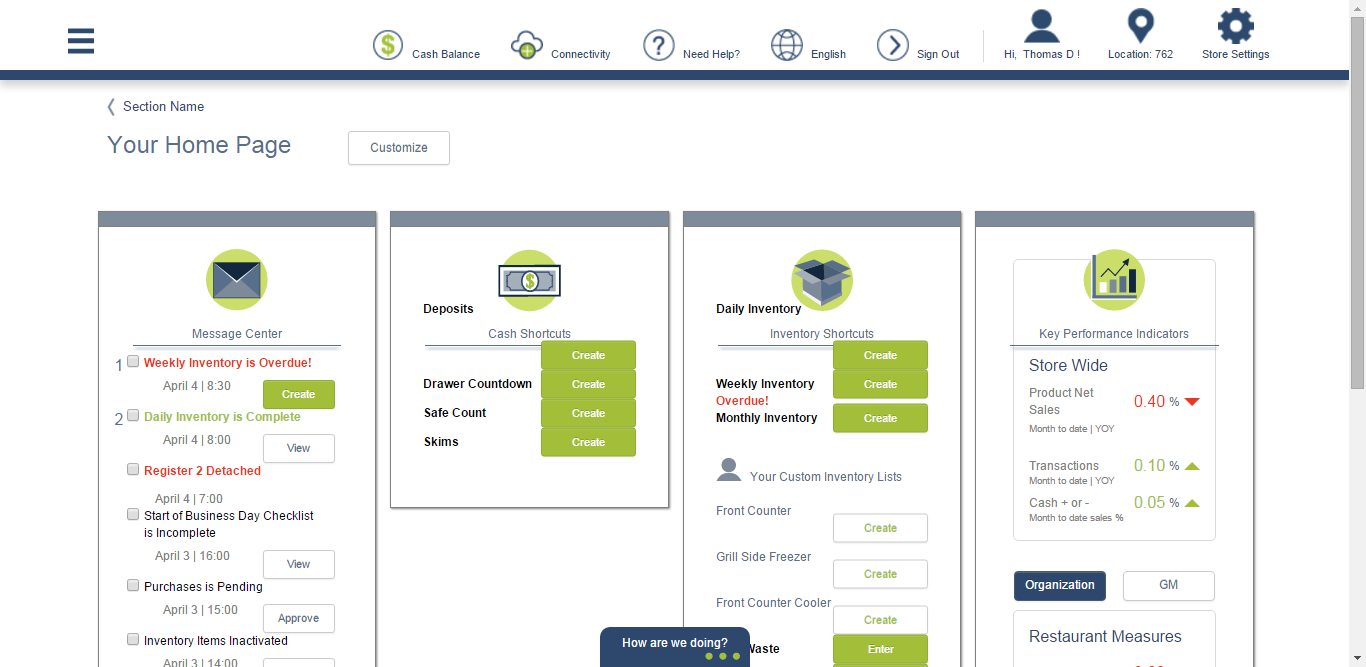 Cash Balance
Connectivity
?
Need Help?
English
Sign Out
Hi, Thomas D !
Location: 762
Store Settings
Section Name
Your Home Page
Customize
Message Center
1
Weekly Inventory is Overdue!
April 4 | 8:30
Create
2
Daily Inventory is Complete
April 4 | 8:00
View
Register 2 Detached
April 4 | 7:00
Start of Business Day Checklist
is Incomplete
April 3 | 16:00
View
Purchases is Pending
April 3 | 15:00
Approve
Inventory Items Inactivated
April 3 | 14:00
$
Deposits
Cash Shortcuts
Create
Drawer Countdown
Create
Safe Count
Create
Skims
Create
Daily Inventory
Inventory Shortcuts
Create
Weekly Inventory
Create
Overdue!
Monthly Inventory
Create
Your Custom Inventory Lists
Front Counter
Create
Grill Side Freezer
Create
Front Counter Cooler
Create
Waste
Enter
Key Performance Indicators
Store Wide
Product Net
Sales
0.40 %
Month to date | YOY
Transactions
0.10 %
Month to date | YOY
Cash + or -
0.05 %
Month to date sales %
Organization
GM
Restaurant Measures
How are we doing?